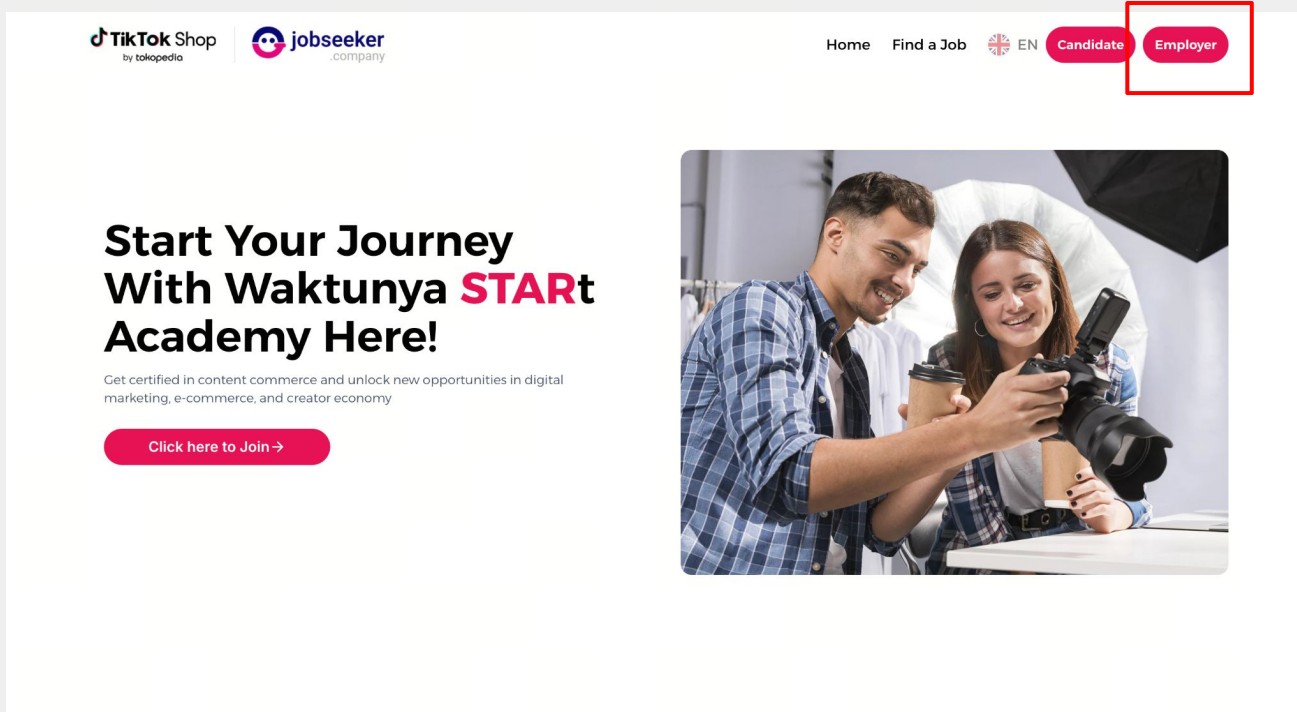 TikTok Shop
by tokopedia
jobseeker
.company
Home
Find a Job
EN
Candidate
Employer
Start Your Journey
With Waktunya STARt
Academy Here!
Get certified in content commerce and unlock new opportunities in digital
marketing, e-commerce, and creator economy
Click here to Join→